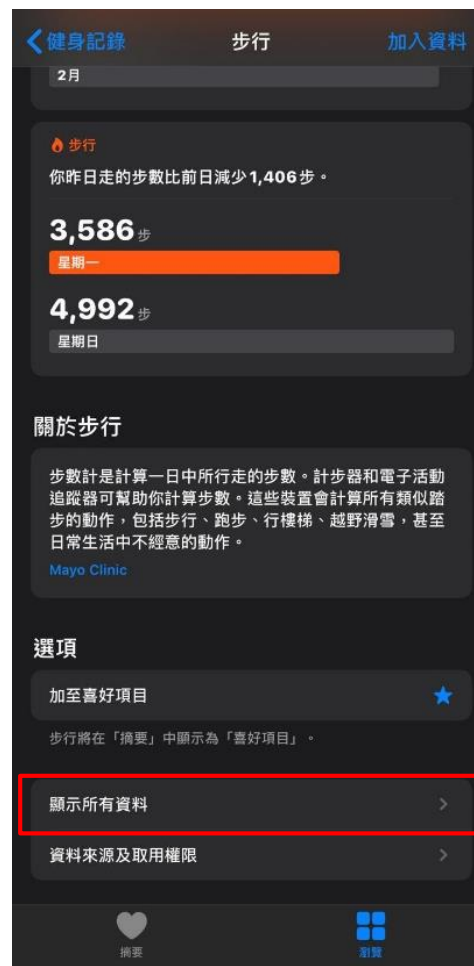 健身記錄
步行
加入資料
2月
步行
你昨日走的步數比前日減少1,406步。
3,586步
星期一
4,992步
星期日
關於步行
步數計是計算一日中所行走的步數。計步器和電子活動
追蹤器可幫助你計算步數。這些裝置會計算所有類似踏
步的動作，包括步行、跑步、行樓梯、越野滑雪，甚至
日常生活中不經意的動作。
Mayo Clinic
選項
加至喜好項目
步行將在「摘要」中顯示為「喜好項目」。
顯示所有資料
資料來源及取用權限
摘要
瀏覽